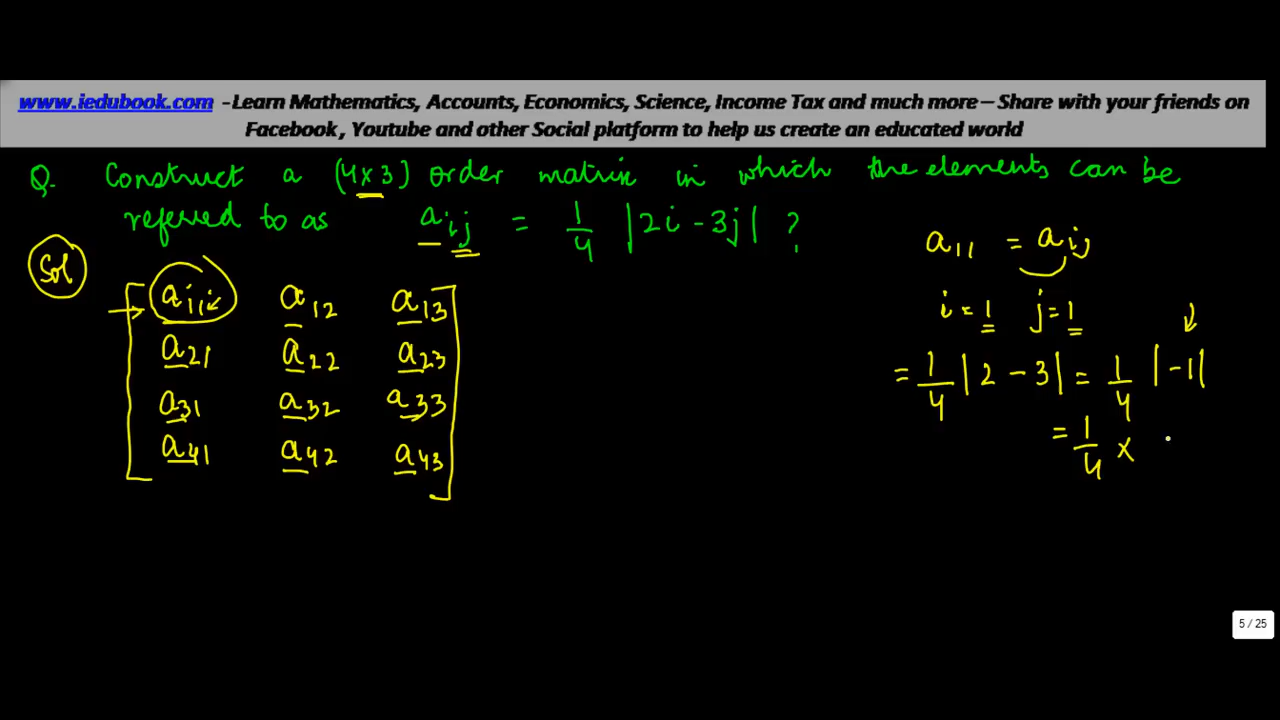 www.iedubook.com - Learn Mathematics, Accounts, Economics, Science, Income Tax and much more – Share with your friends on
Facebook, Youtube and other Social platform to help us create an educated world
Q. Construct a (4x3) order matrix in which the elements can be
referred to as aij = 1/4 |2i - 3j| ?
Sol
a11 a12 a13
a21 a22 a23
a31 a32 a33
a41 a42 a43
a11 = aij
i = 1 j = 1
= 1/4 |2 - 3| = 1/4 |-1|
= 1/4 x
5 / 25